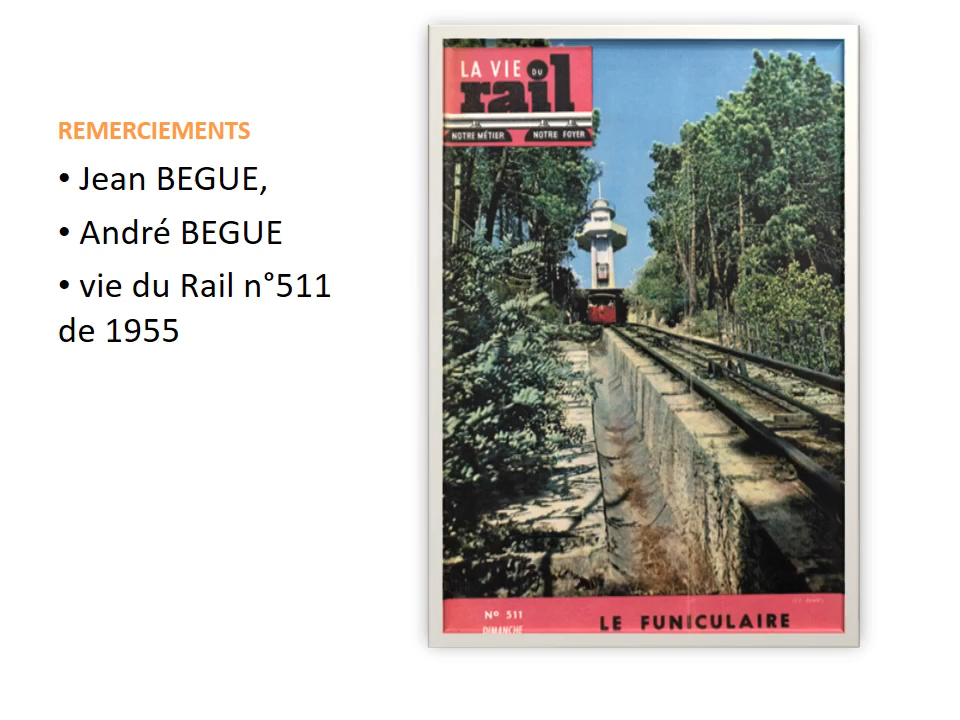 REMERCIEMENTS
• Jean BEGUE,
• André BEGUE
• vie du Rail n°511
de 1955
LA VIE DU
rail
NOTRE MÉTIER NOTRE FOYER
Nº 511
DIMANCHE
LE FUNICULAIRE